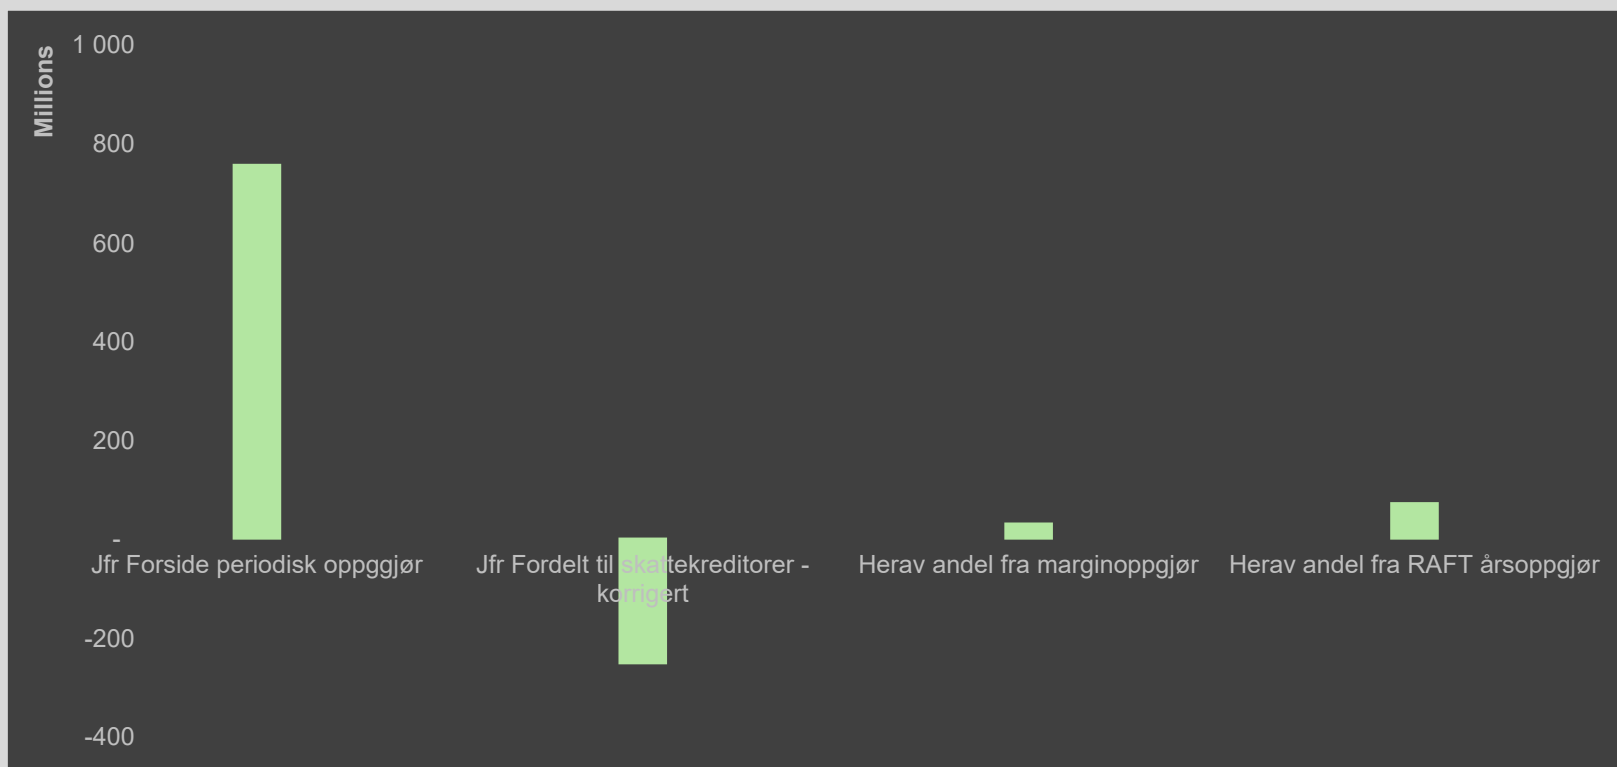 Millions
1 000
800
600
400
200
-
-200
-400
Jfr Forside periodisk oppggjør
Jfr Fordelt til skattekreditorer -
korrigert
Herav andel fra marginoppgjør
Herav andel fra RAFT årsoppgjør